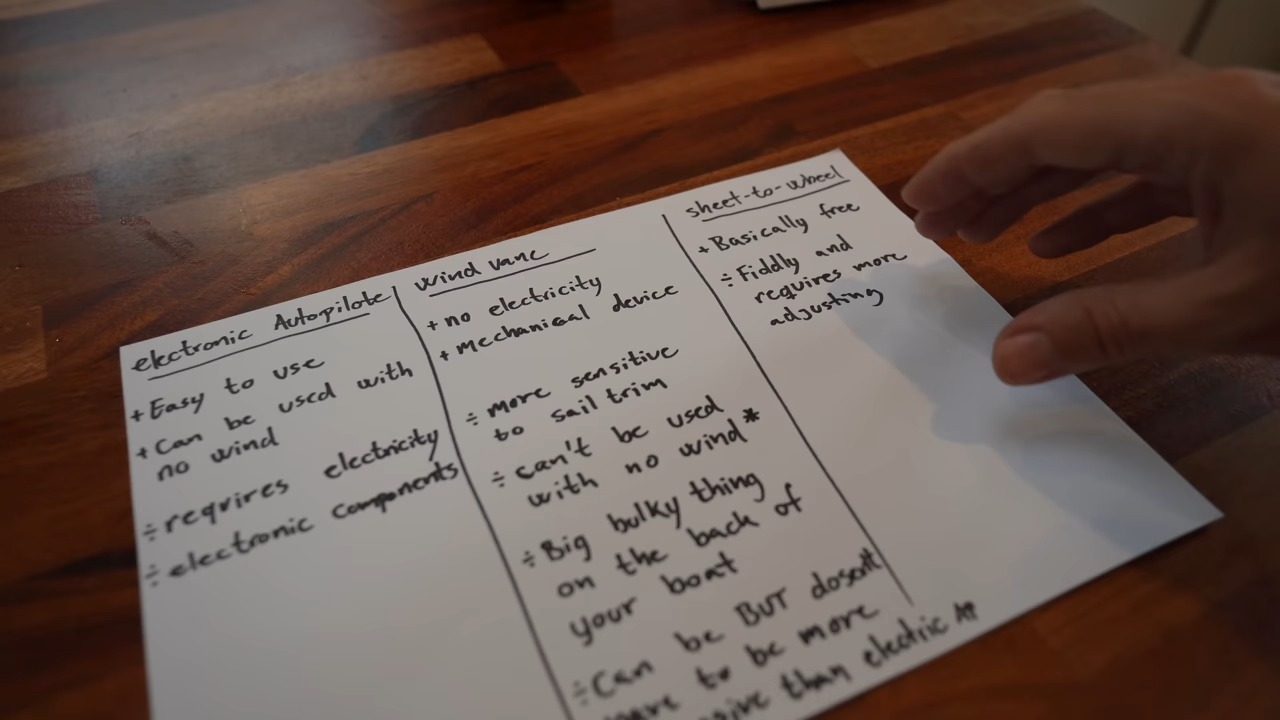 electronic Autopilote
+ Easy to use
+ Can be used with
no wind
÷ requires electricity
÷ electronic components
wind vane
+ no electricity
+ Mechanical device
÷ more sensitive
to sail trim
÷ can't be used
with no wind*
÷ Big bulky thing
on the back of
your boat
÷ Can be BUT dosent
to be more
than electric AP
sheet-to-wheel
+ Basically free
÷ Fiddly and
requires more
adjusting